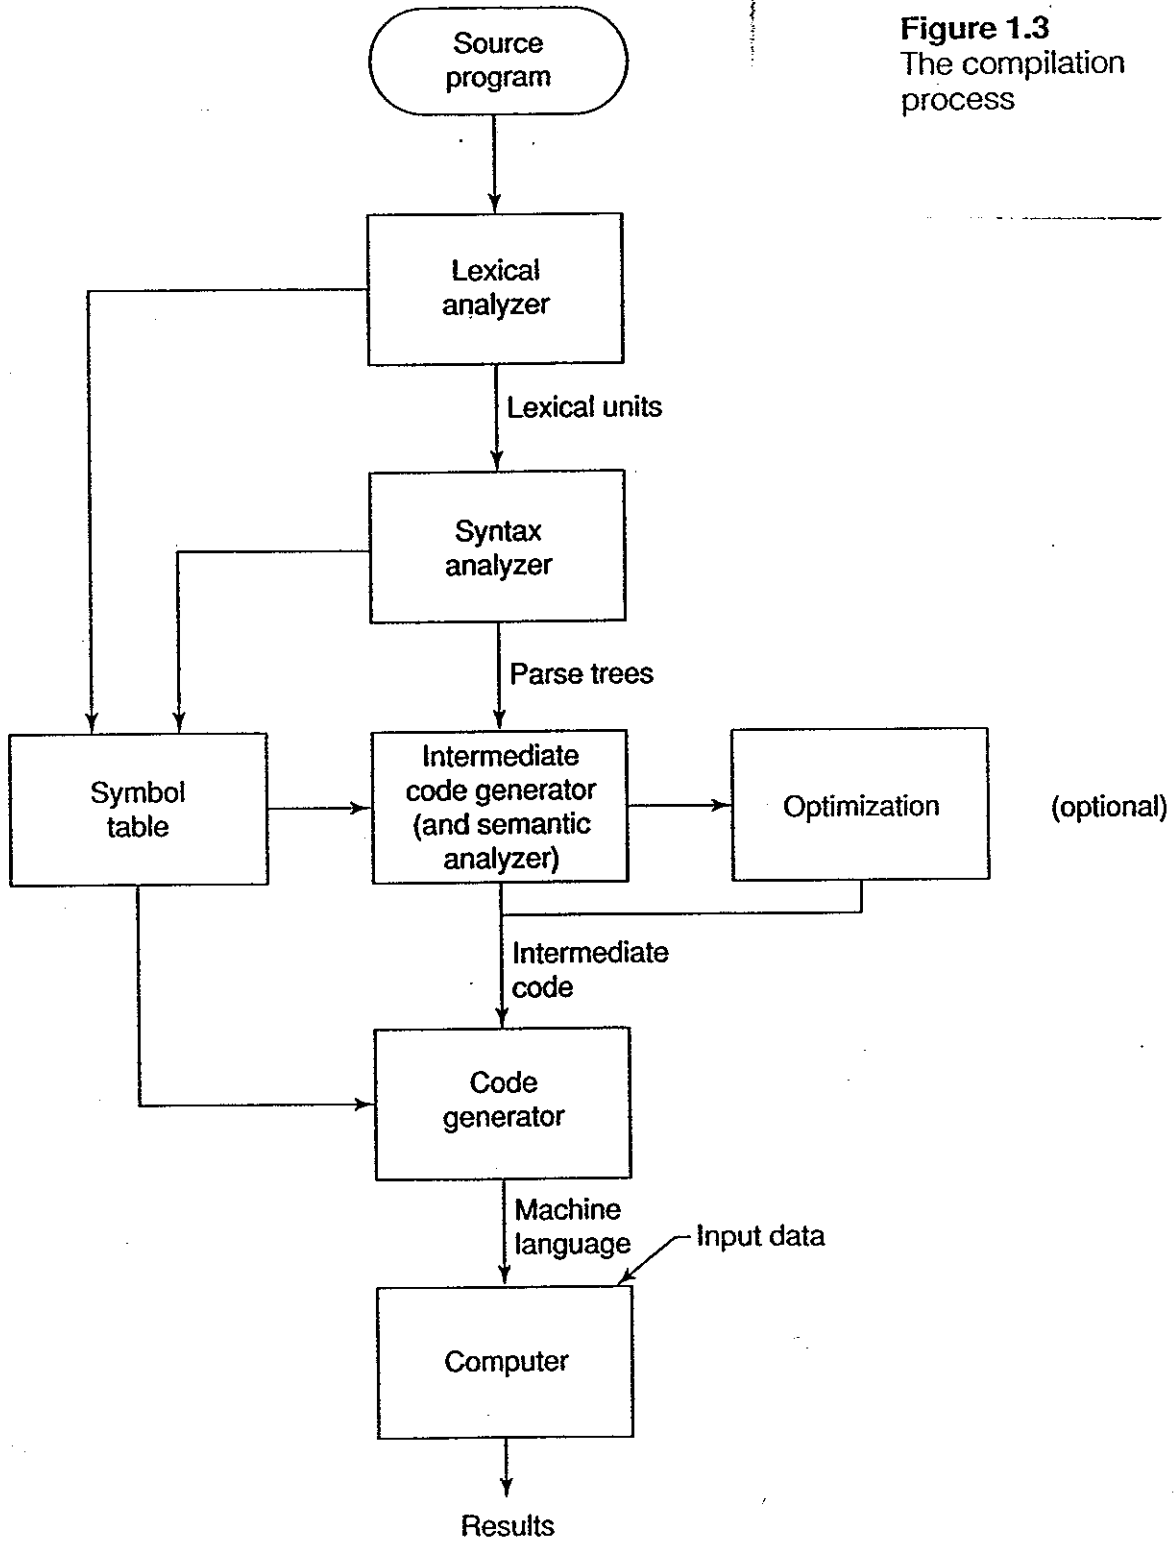 Figure 1.3
The compilation
process
Source
program
Lexical
analyzer
Lexical units
Syntax
analyzer
Parse trees
Symbol
table
Intermediate
code generator
(and semantic
analyzer)
Optimization
(optional)
Intermediate
code
Code
generator
Machine
language
Input data
Computer
Results